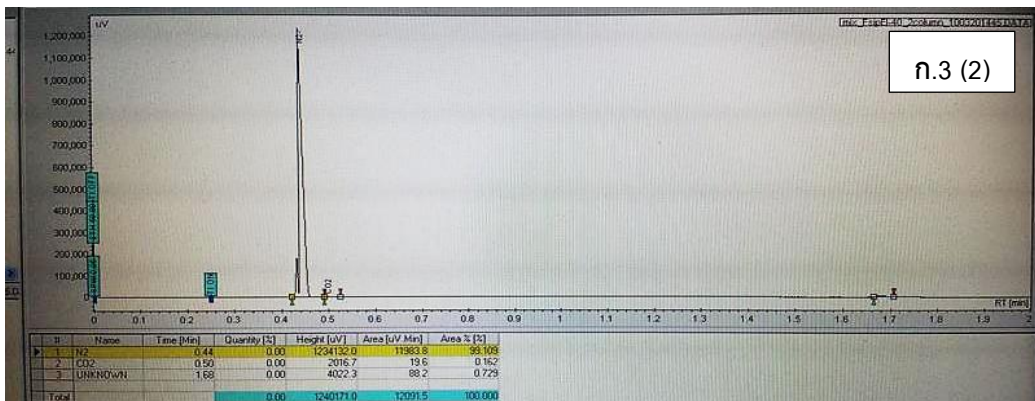 uV
ก.3 (2)
1,200,000
1,100,000
1,000,000
900,000
800,000
700,000
600,000
500,000
400,000
300,000
200,000
100,000
N2
CO2
RT [min]
0 0.1 0.2 0.3 0.4 0.5 0.6 0.7 0.8 0.9 1 1.1 1.2 1.3 1.4 1.5 1.6 1.7 1.8 1.9 2
# Name Time [Min] Quantity [%] Height [uV] Area [uV.Min] Area % [%]
1 N2 0.44 0.00 1234132.0 11983.8 99.109
2 CO2 0.50 0.00 2016.7 19.6 0.162
3 UNKNOWN 1.68 0.00 4022.3 88.2 0.729
Total 0.00 1240171.0 12091.5 100.000